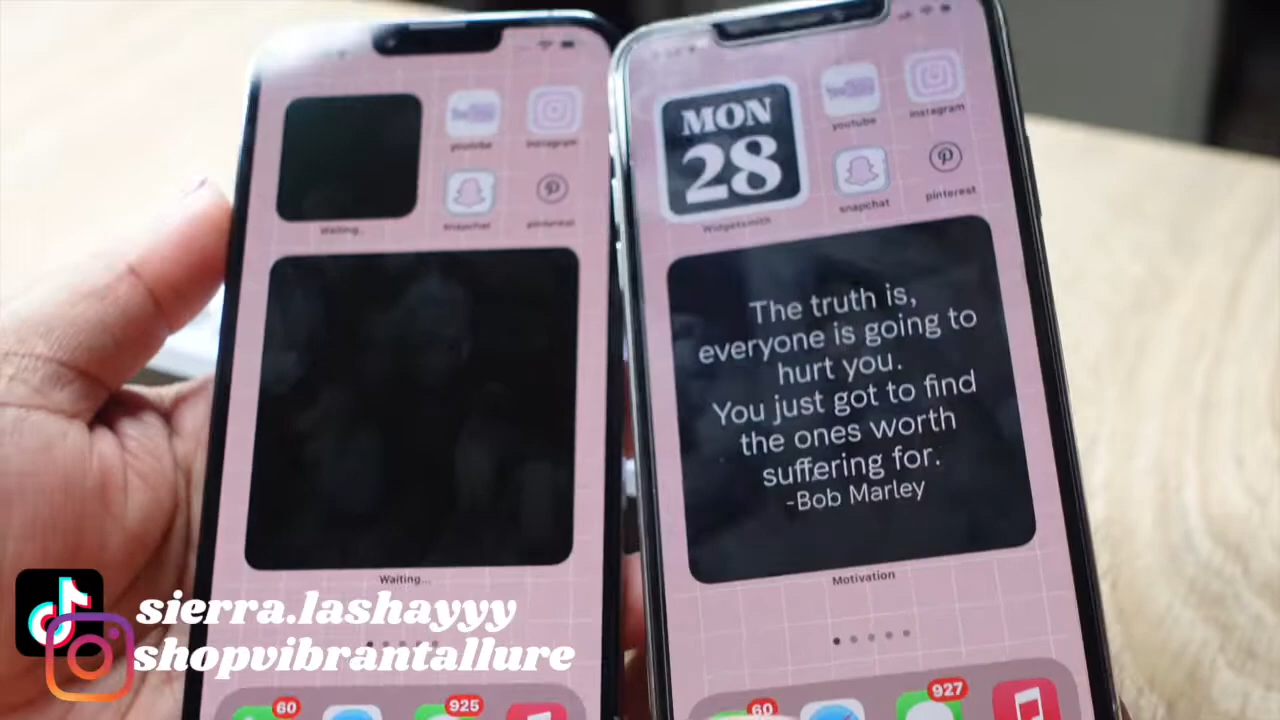 Waiting...
youtube
instagram
snapchat
pinterest
Waiting...
60
925
MON
28
Widgetsmith
youtube
instagram
snapchat
pinterest
The truth is,
everyone is going to
hurt you.
You just got to find
the ones worth
suffering for.
-Bob Marley
Motivation
60
927
sierra.lashayyy
shopvibrantallure